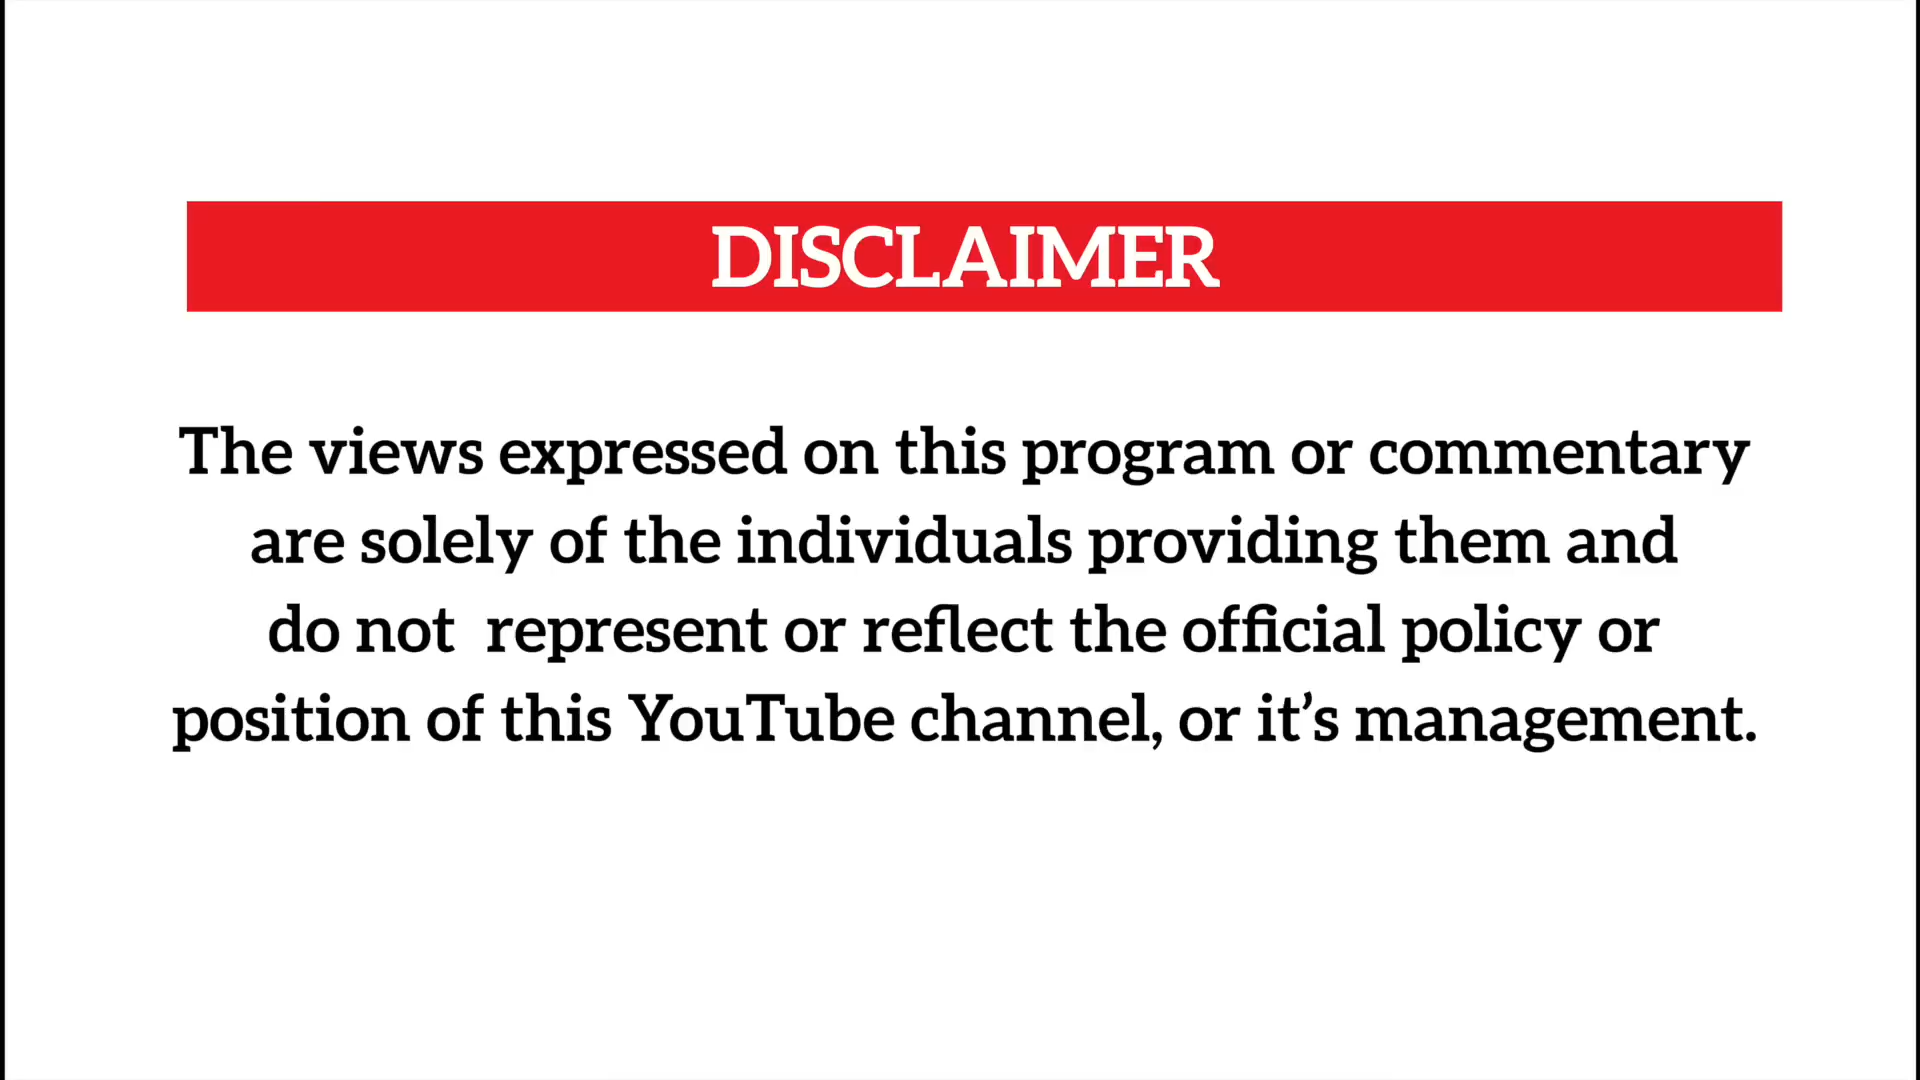 DISCLAIMER
The views expressed on this program or commentary
are solely of the individuals providing them and
do not  represent or reflect the official policy or
position of this YouTube channel, or it’s management.